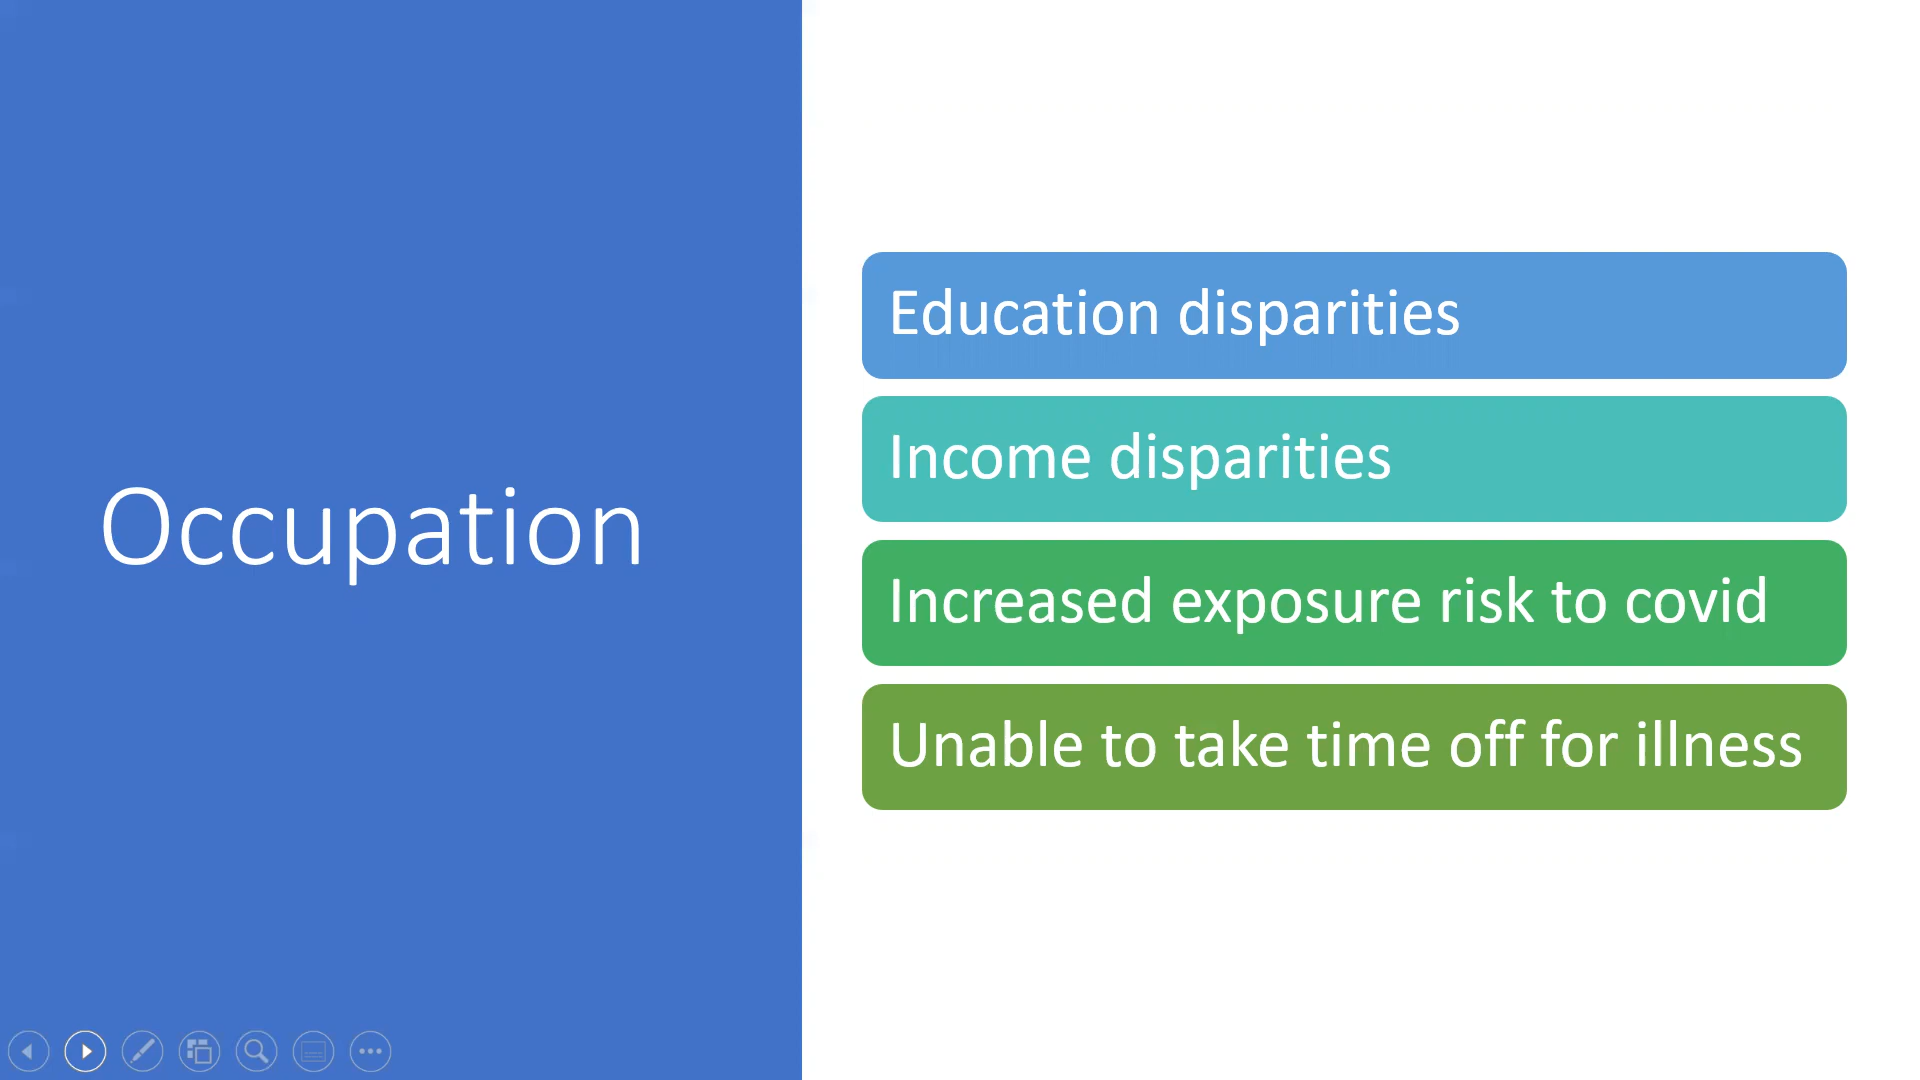 Occupation
Education disparities
Income disparities
Increased exposure risk to covid
Unable to take time off for illness